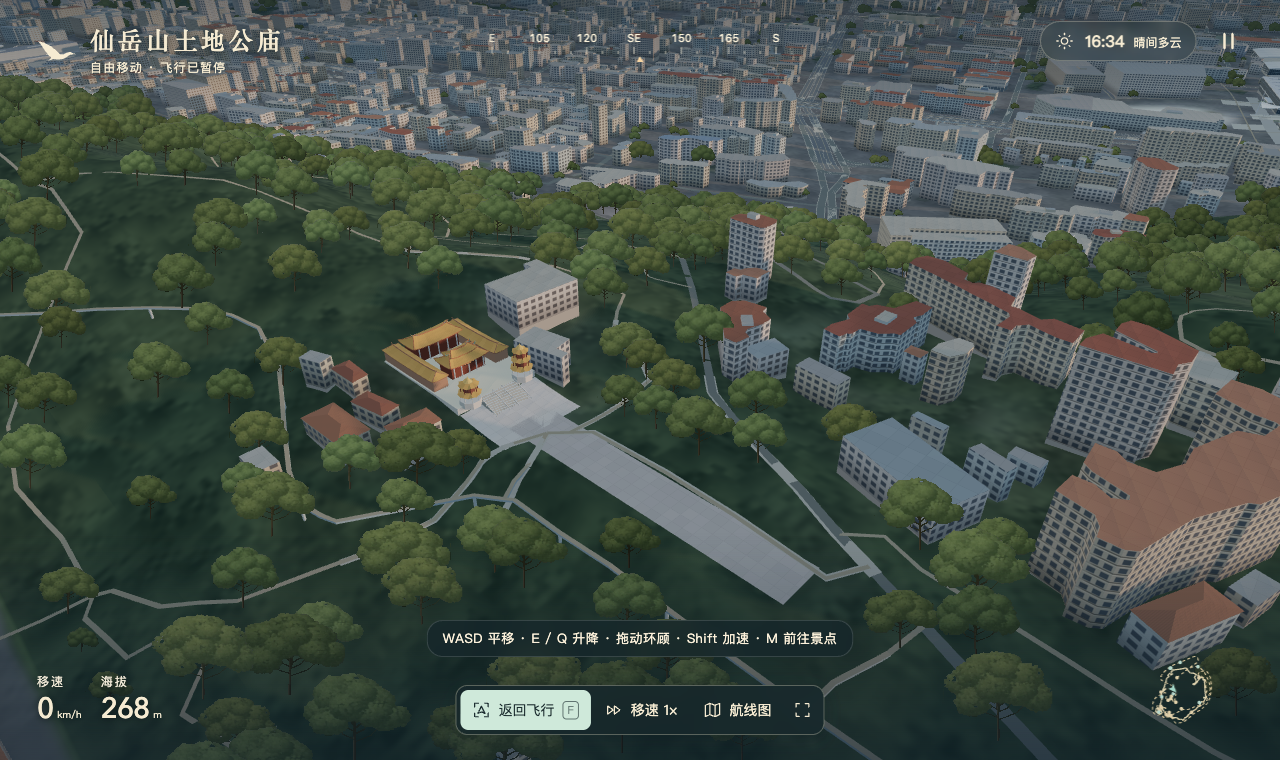 仙岳山土地公庙
自由移动 · 飞行已暂停
E 105 120 SE 150 165 S
16:34 晴间多云
WASD 平移 · E / Q 升降 · 拖动环顾 · Shift 加速 · M 前往景点
移速 海拔
0 km/h 268 m
返回飞行 F 移速 1x 航线图